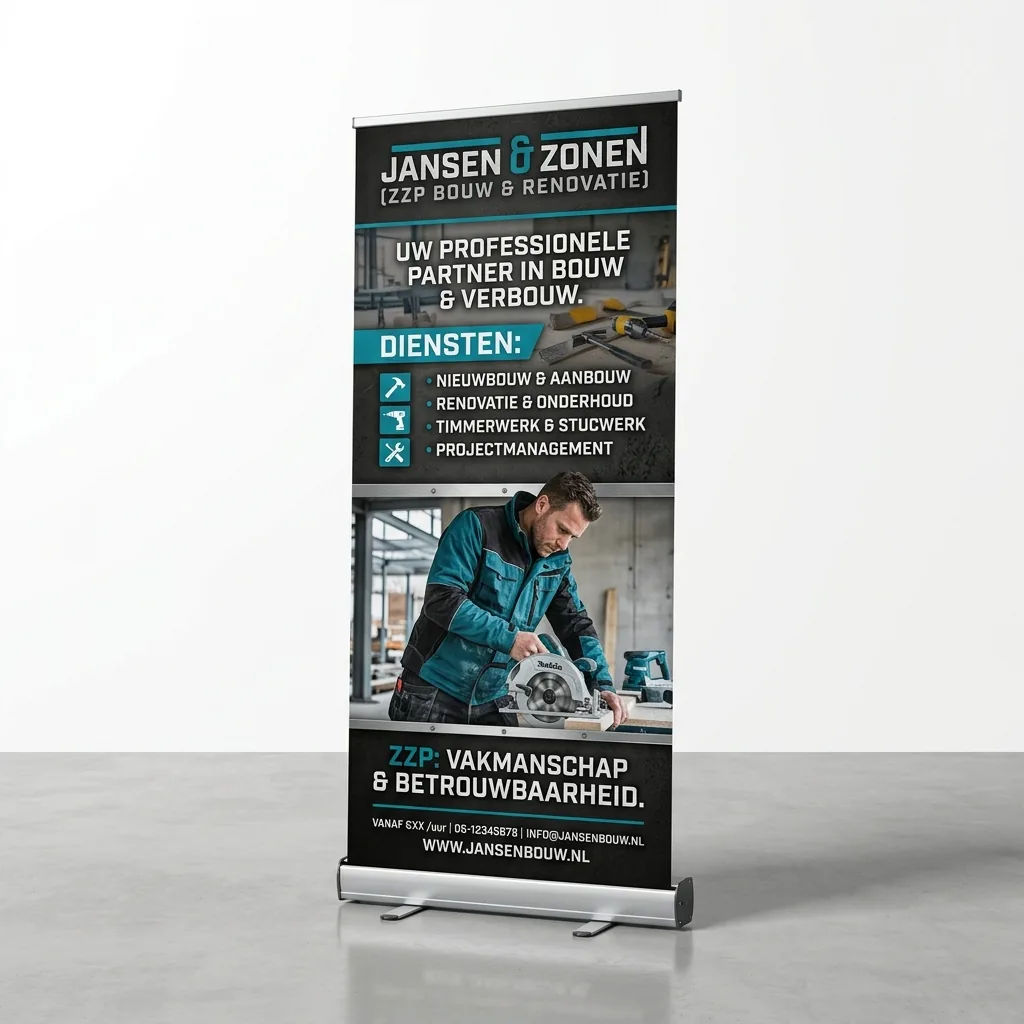 JANSEN & ZONEN
(ZZP BOUW & RENOVATIE)
UW PROFESSIONELE
PARTNER IN BOUW
& VERBOUW.
DIENSTEN:
• NIEUWBOUW & AANBOUW
• RENOVATIE & ONDERHOUD
• TIMMERWERK & STUCWERK
• PROJECTMANAGEMENT
Makita
ZZP: VAKMANSCHAP
& BETROUWBAARHEID.
VANAF €XX /uur | 06-12345678 | INFO@JANSENBOUW.NL
WWW.JANSENBOUW.NL